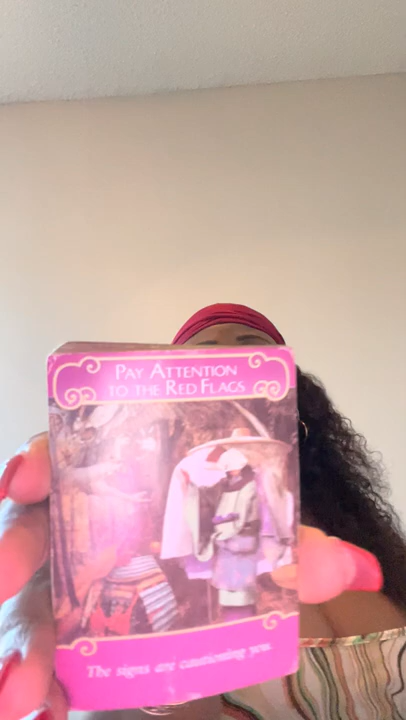 PAY ATTENTION
TO THE RED FLAGS
The signs are cautioning you.